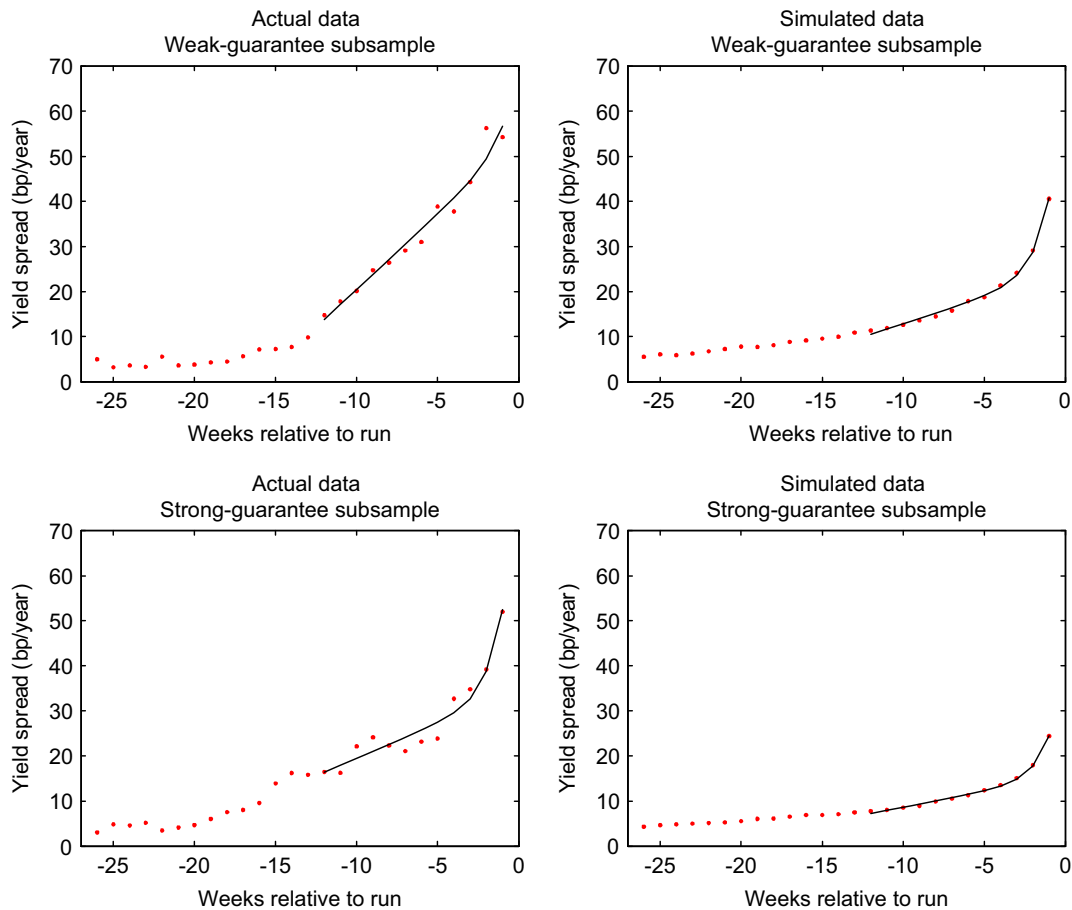 Actual data
Weak-guarantee subsample
70
60
50
40
30
20
10
0
Yield spread (bp/year)
-25 -20 -15 -10 -5 0
Weeks relative to run
Simulated data
Weak-guarantee subsample
70
60
50
40
30
20
10
0
Yield spread (bp/year)
-25 -20 -15 -10 -5 0
Weeks relative to run
Actual data
Strong-guarantee subsample
70
60
50
40
30
20
10
0
Yield spread (bp/year)
-25 -20 -15 -10 -5 0
Weeks relative to run
Simulated data
Strong-guarantee subsample
70
60
50
40
30
20
10
0
Yield spread (bp/year)
-25 -20 -15 -10 -5 0
Weeks relative to run